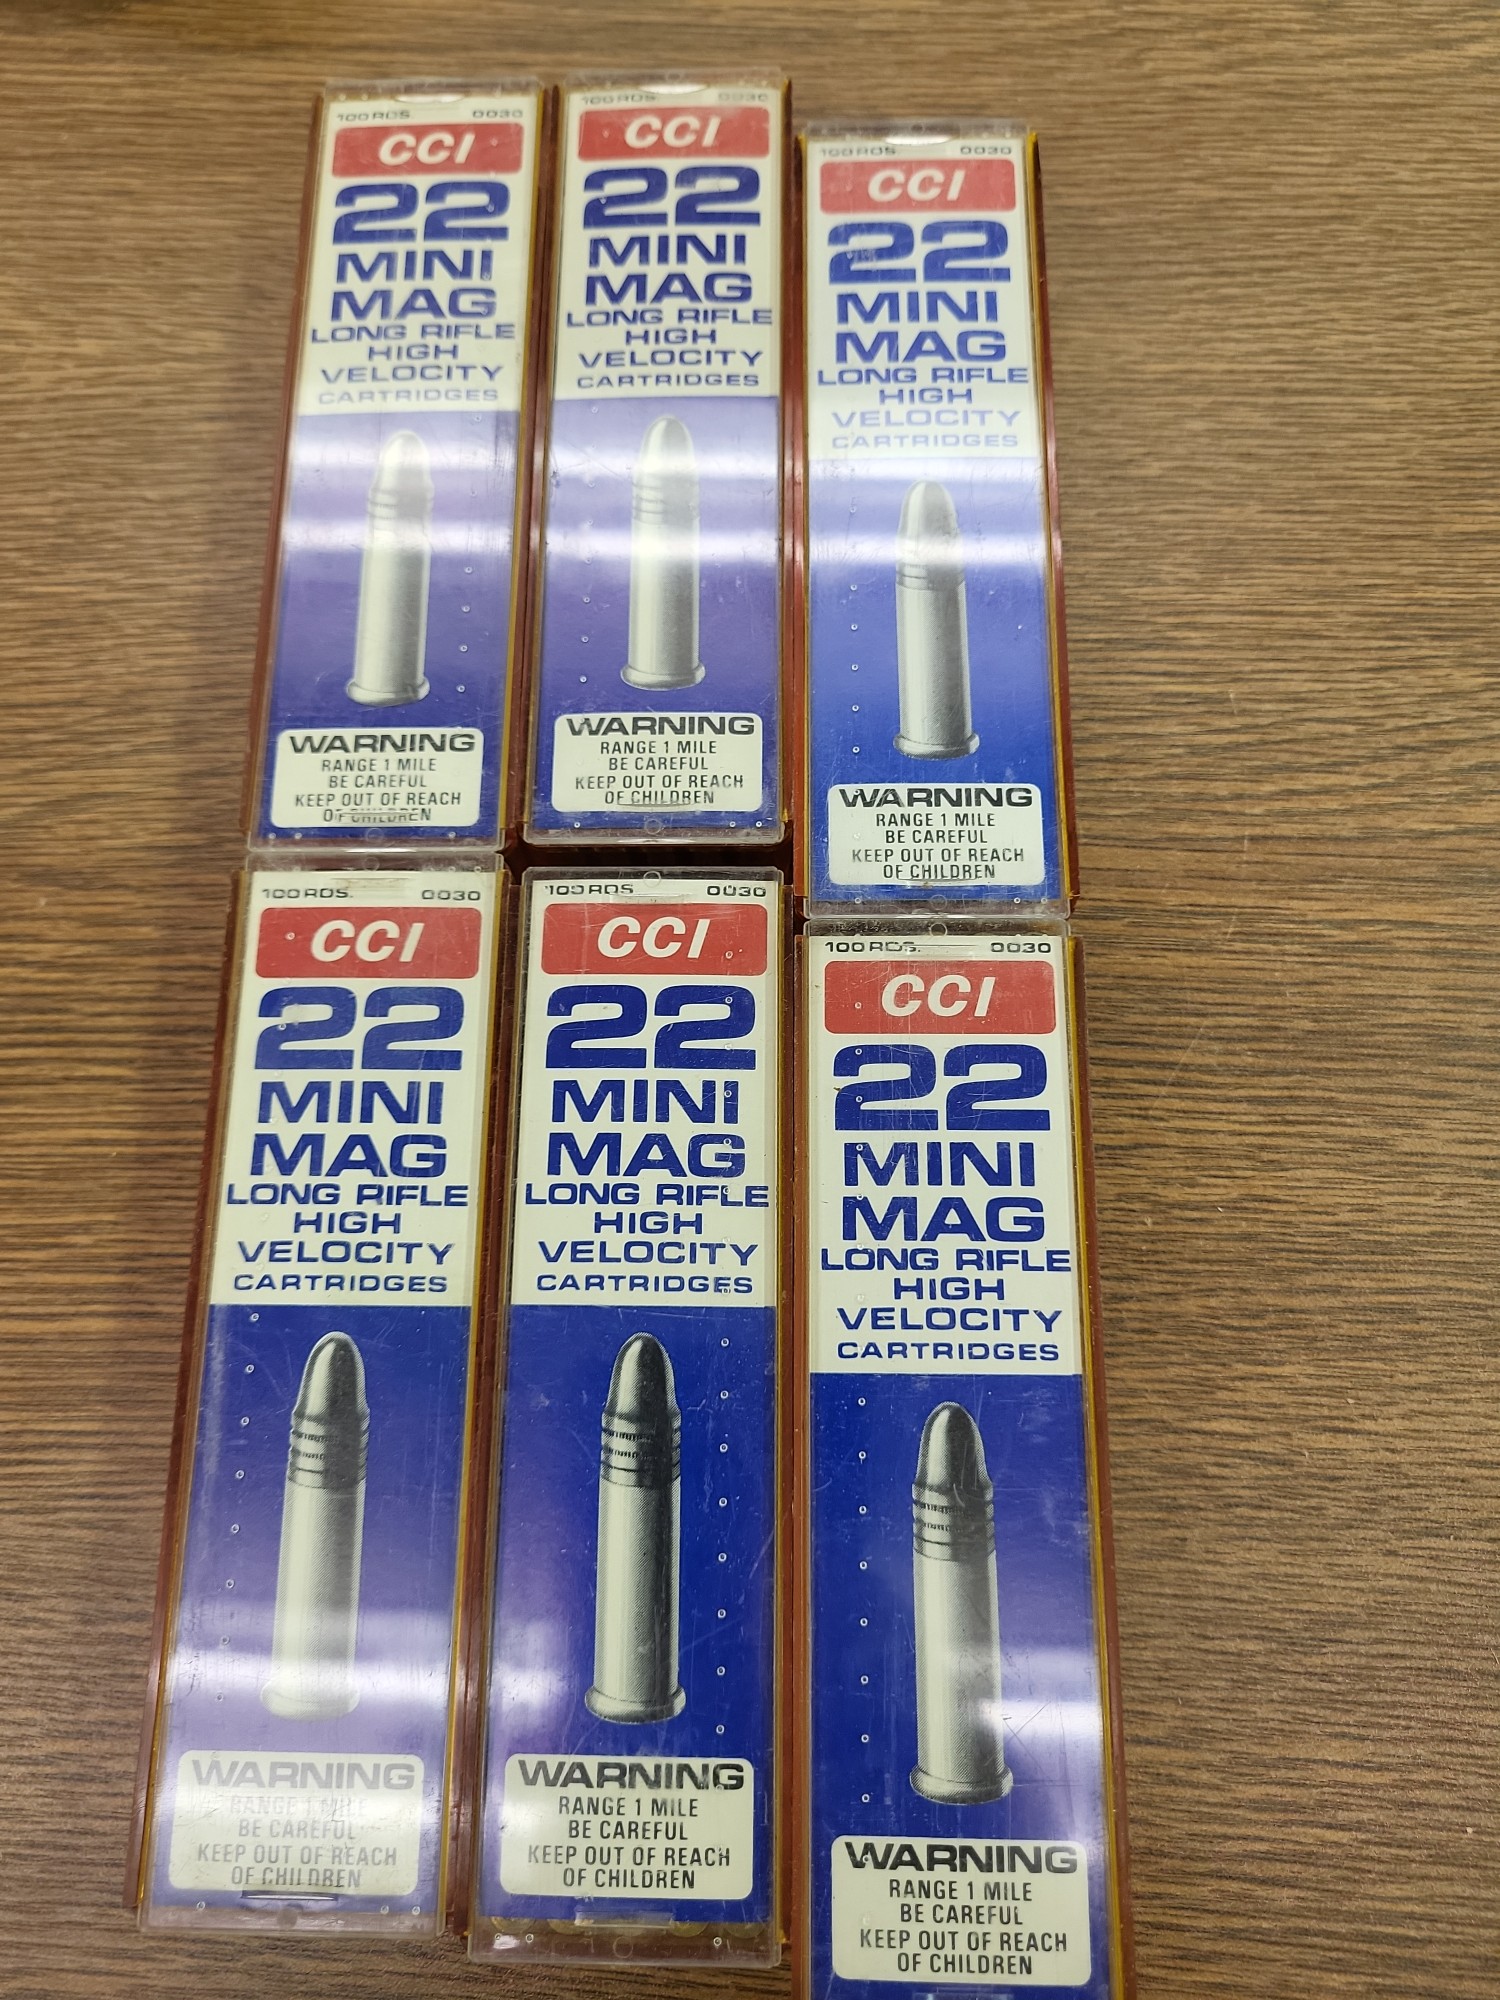 100 RDS. 0030
CCI
22
MINI
MAG
LONG RIFLE
HIGH
VELOCITY
CARTRIDGES
WARNING
RANGE 1 MILE
BE CAREFUL
KEEP OUT OF REACH
OF CHILDREN
100 RDS. 0030
CCI
22
MINI
MAG
LONG RIFLE
HIGH
VELOCITY
CARTRIDGES
WARNING
RANGE 1 MILE
BE CAREFUL
KEEP OUT OF REACH
OF CHILDREN
100 RDS. 0030
CCI
22
MINI
MAG
LONG RIFLE
HIGH
VELOCITY
CARTRIDGES
WARNING
RANGE 1 MILE
BE CAREFUL
KEEP OUT OF REACH
OF CHILDREN
100 RDS. 0030
CCI
22
MINI
MAG
LONG RIFLE
HIGH
VELOCITY
CARTRIDGES
WARNING
RANGE 1 MILE
BE CAREFUL
KEEP OUT OF REACH
OF CHILDREN
100 RDS. 0030
CCI
22
MINI
MAG
LONG RIFLE
HIGH
VELOCITY
CARTRIDGES
WARNING
RANGE 1 MILE
BE CAREFUL
KEEP OUT OF REACH
OF CHILDREN
100 RDS. 0030
CCI
22
MINI
MAG
LONG RIFLE
HIGH
VELOCITY
CARTRIDGES
WARNING
RANGE 1 MILE
BE CAREFUL
KEEP OUT OF REACH
OF CHILDREN